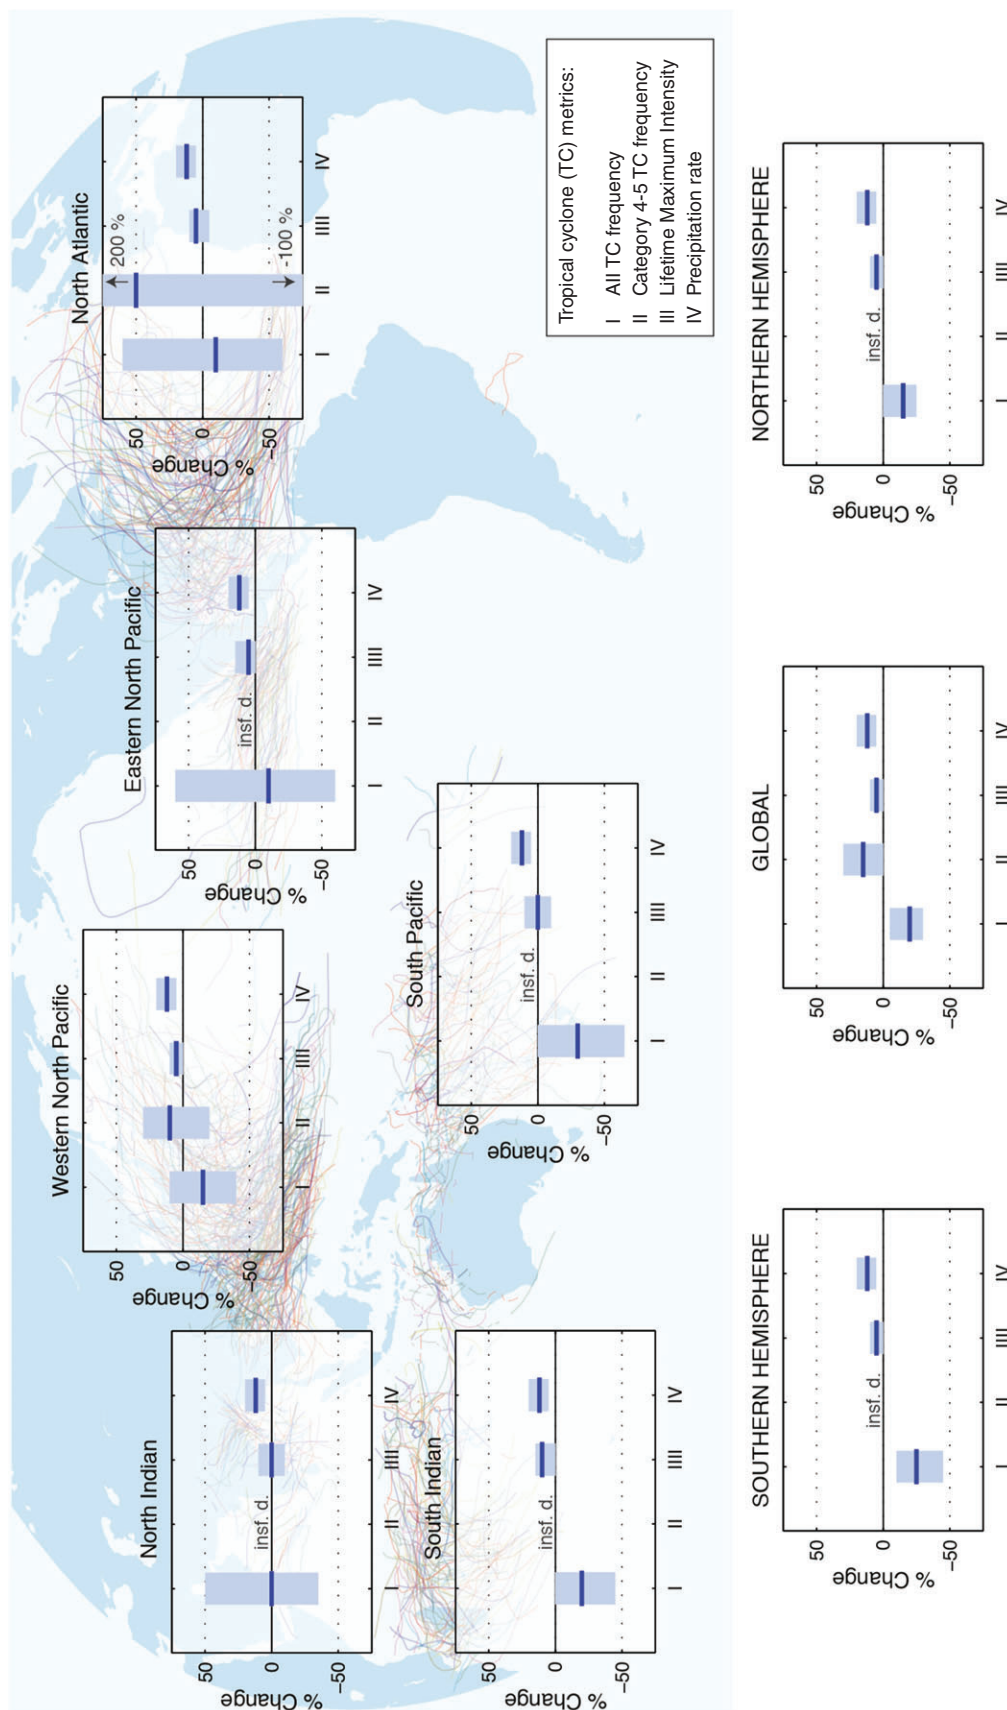 North Indian
% Change
50
0
−50
insf. d.
I
II
III
IV
Western North Pacific
% Change
50
0
−50
I
II
III
IV
Eastern North Pacific
% Change
50
0
−50
insf. d.
I
II
III
IV
North Atlantic
% Change
50
0
−50
200 %
-100 %
I
II
III
IV
South Indian
% Change
50
0
−50
insf. d.
I
II
III
IV
South Pacific
% Change
50
0
−50
insf. d.
I
II
III
IV
Tropical cyclone (TC) metrics:
I All TC frequency
II Category 4-5 TC frequency
III Lifetime Maximum Intensity
IV Precipitation rate
SOUTHERN HEMISPHERE
% Change
50
0
−50
insf. d.
I
II
III
IV
GLOBAL
% Change
50
0
−50
I
II
III
IV
NORTHERN HEMISPHERE
% Change
50
0
−50
insf. d.
I
II
III
IV